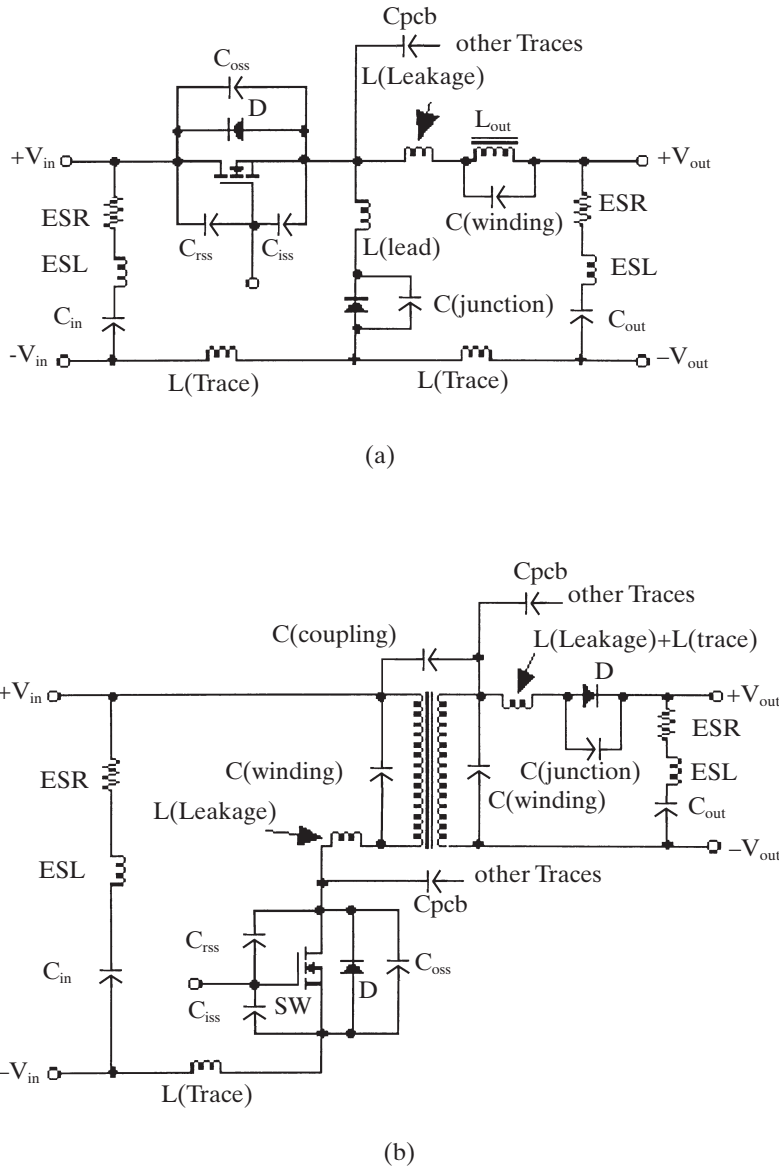 Cpcb
other Traces
C_oss
L(Leakage)
D
L_out
+V_in
+V_out
ESR
ESR
C_rss
C_iss
C(winding)
L(lead)
ESL
ESL
C(junction)
C_in
C_out
-V_in
–V_out
L(Trace)
L(Trace)
(a)
Cpcb
other Traces
C(coupling)
L(Leakage)+L(trace)
D
+V_in
+V_out
ESR
ESR
C(winding)
C(junction)
ESL
C(winding)
L(Leakage)
C_out
ESL
–V_out
other Traces
Cpcb
C_rss
C_in
C_oss
D
SW
C_iss
–V_in
L(Trace)
(b)